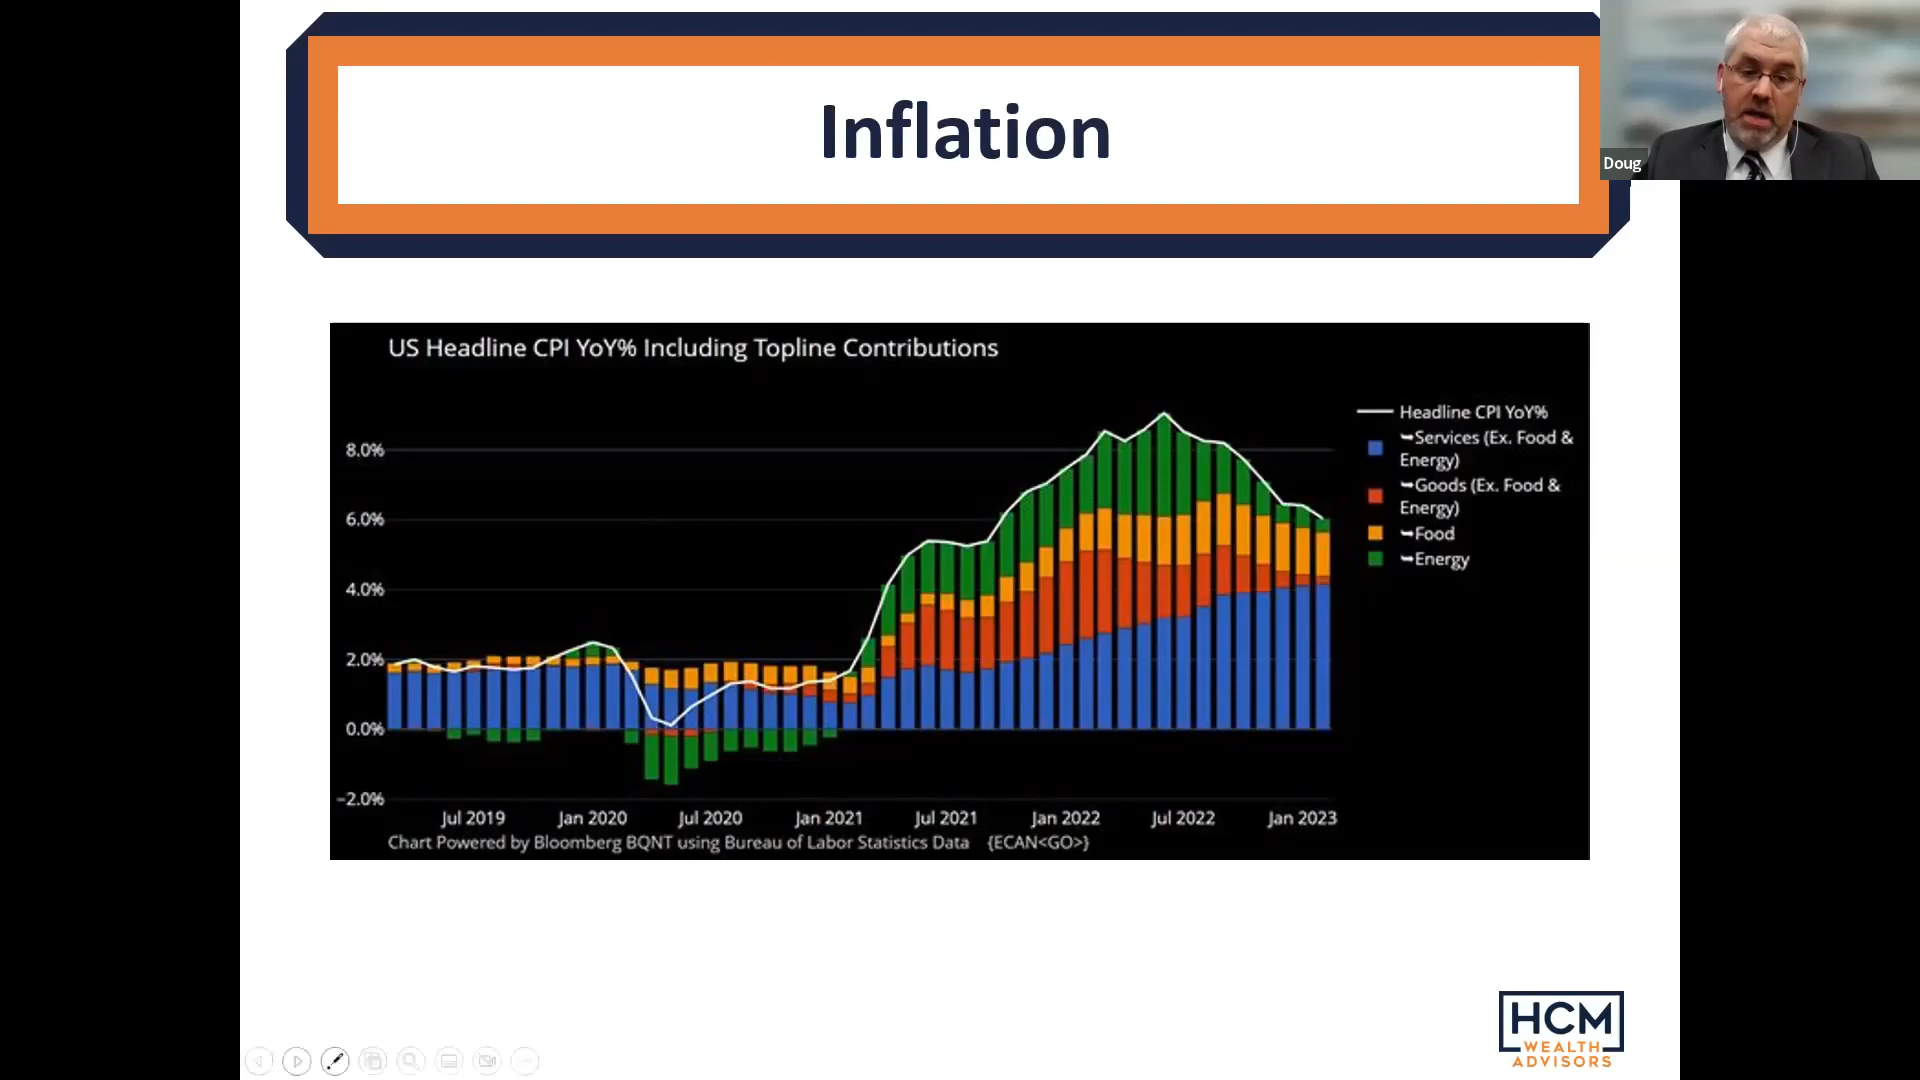 Inflation
Doug
US Headline CPI YoY% Including Topline Contributions
Headline CPI YoY%
➥Services (Ex. Food &
Energy)
➥Goods (Ex. Food &
Energy)
➥Food
➥Energy
8.0%
6.0%
4.0%
2.0%
0.0%
−2.0%
Jul 2019 Jan 2020 Jul 2020 Jan 2021 Jul 2021 Jan 2022 Jul 2022 Jan 2023
Chart Powered by Bloomberg BQNT using Bureau of Labor Statistics Data {ECAN<GO>}
HCM
WEALTH
ADVISORS